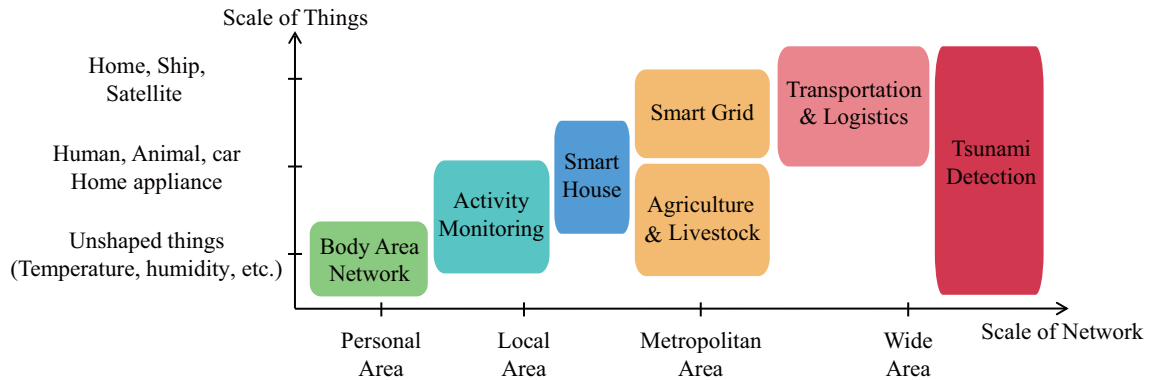 Scale of Things
Home, Ship,
Satellite
Human, Animal, car
Home appliance
Unshaped things
(Temperature, humidity, etc.)
Body Area
Network
Activity
Monitoring
Smart
House
Smart Grid
Agriculture
& Livestock
Transportation
& Logistics
Tsunami
Detection
Scale of Network
Personal
Area
Local
Area
Metropolitan
Area
Wide
Area